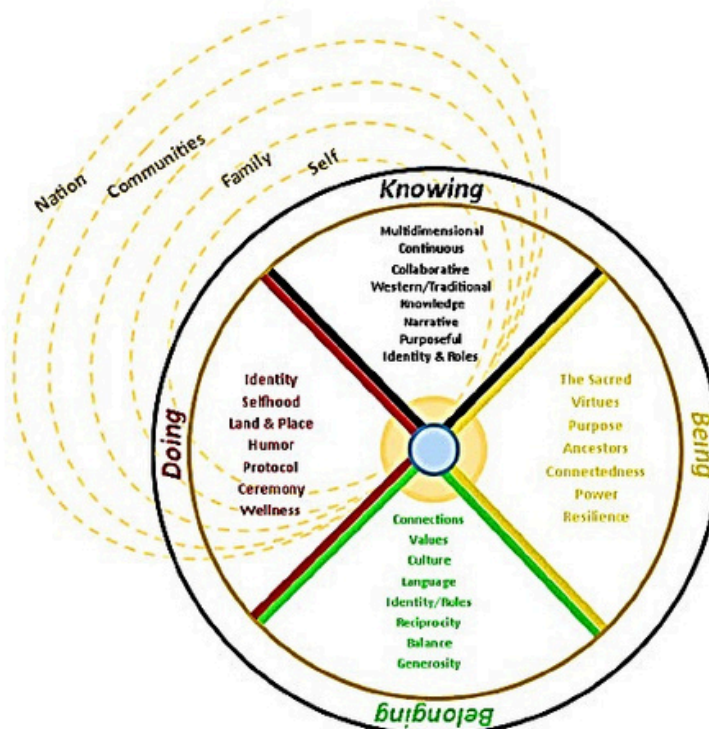 Nation
Communities
Family
Self
Knowing
Multidimensional
Continuous
Collaborative
Western/Traditional
Knowledge
Narrative
Purposeful
Identity & Roles
Doing
Identity
Selfhood
Land & Place
Humor
Protocol
Ceremony
Wellness
The Sacred
Virtues
Purpose
Ancestors
Connectedness
Power
Resilience
Being
Connections
Values
Culture
Language
Identity/Roles
Reciprocity
Balance
Generosity
Belonging